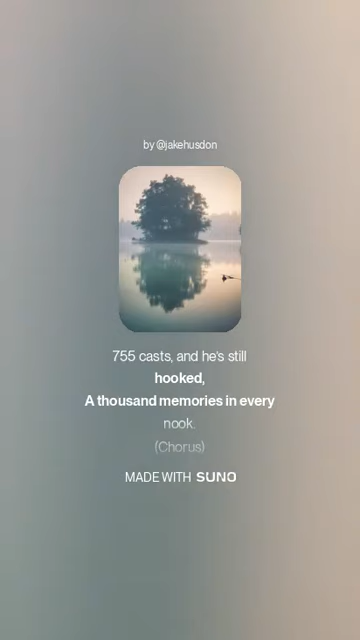 by @jakehusdon
755 casts, and he's still
hooked,
A thousand memories in every
nook.
(Chorus)
MADE WITH SUNO